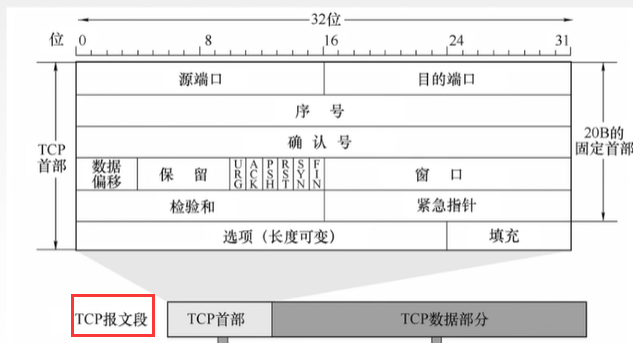 32位
位 0 8 16 24 31
源端口 目的端口
序 号
确 认 号
TCP首部
20B的固定首部
数据偏移 保 留 URG ACK PSH RST SYN FIN 窗 口
检验和 紧急指针
选项（长度可变） 填充
TCP报文段 TCP首部 TCP数据部分